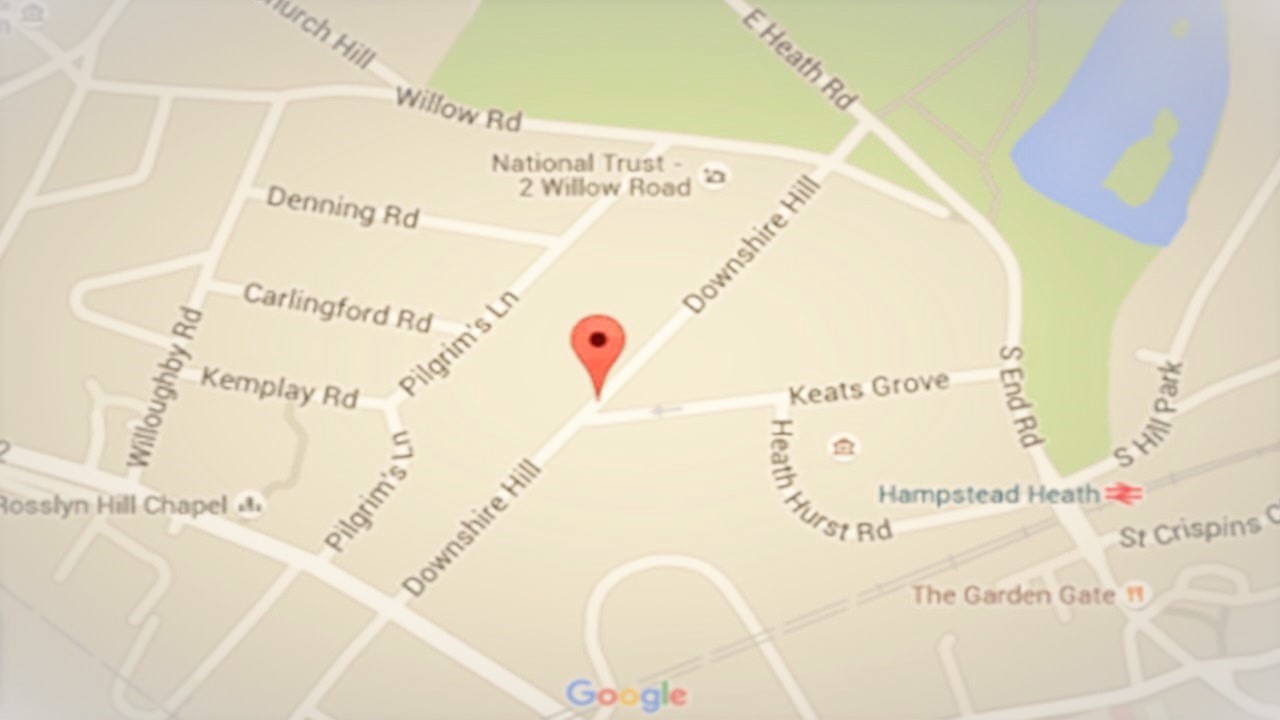 hurch Hill
E Heath Rd
Willow Rd
National Trust -
2 Willow Road
Denning Rd
Downshire Hill
Carlingford Rd
Pilgrim's Ln
Willoughby Rd
Kemplay Rd
Keats Grove
S End Rd
S Hill Park
Heath Hurst Rd
Pilgrim's Ln
2
Rosslyn Hill Chapel
Downshire Hill
Hampstead Heath
St Crispins C
The Garden Gate
Google